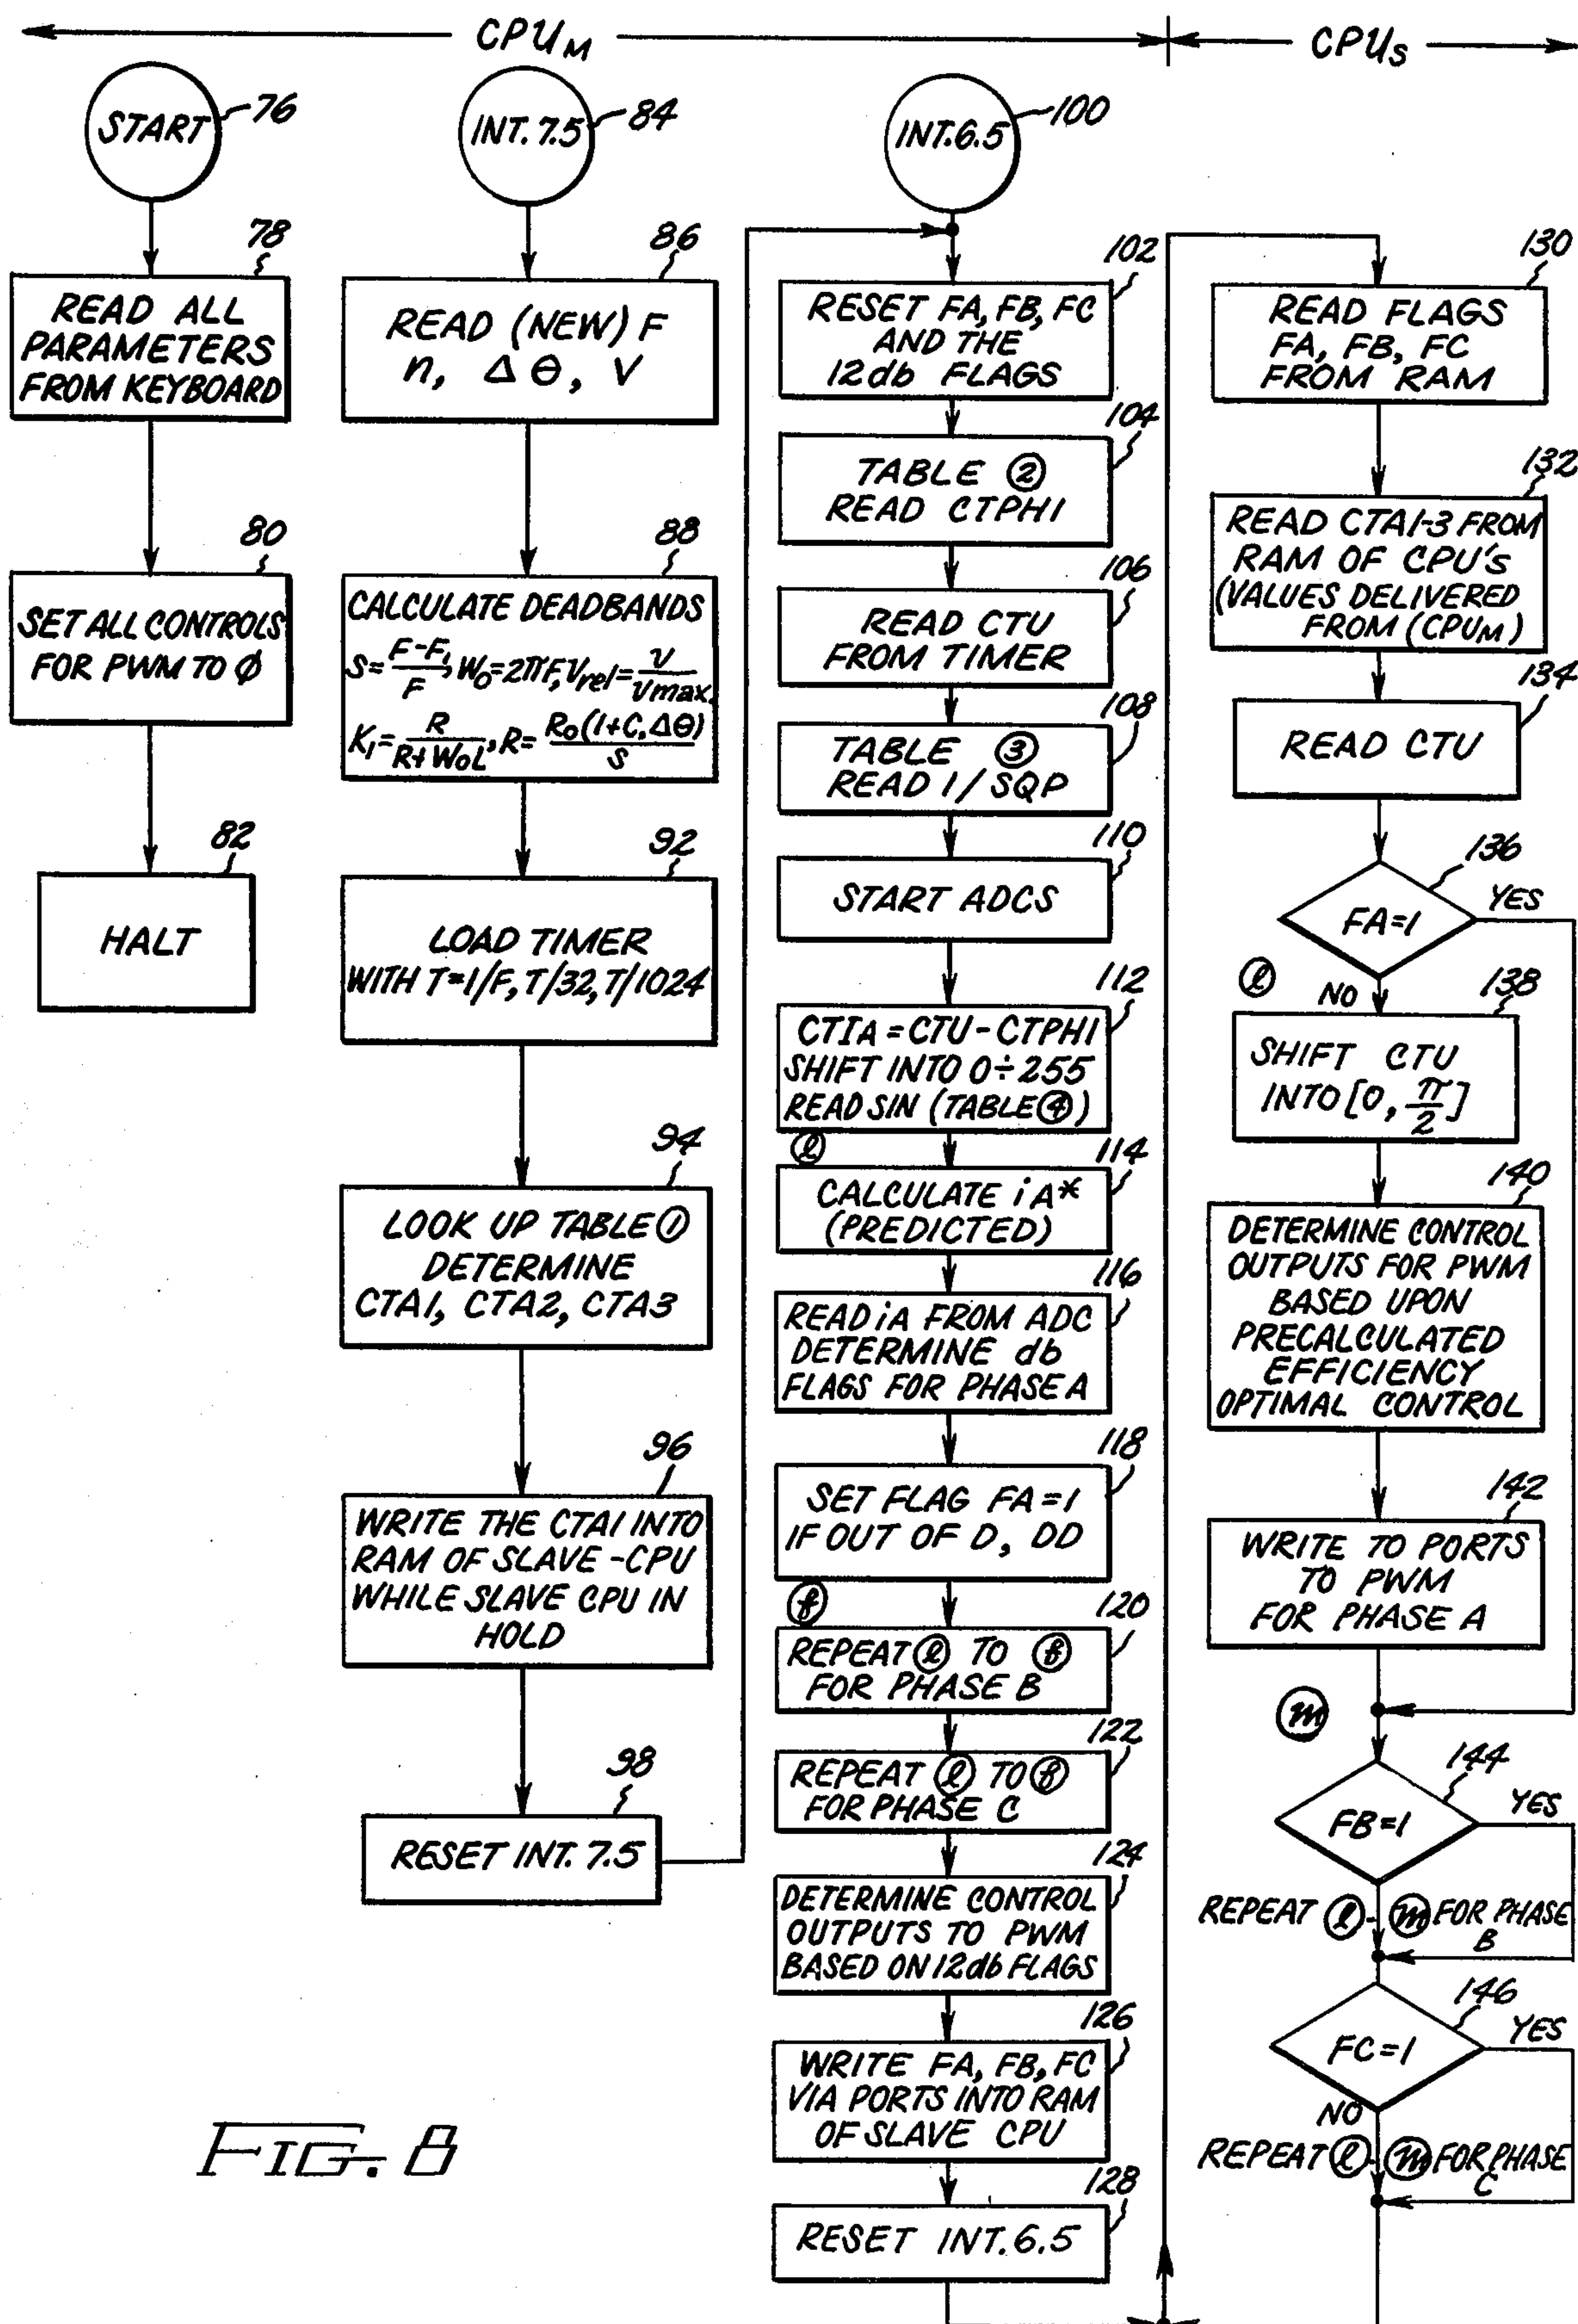 CPU_M
CPU_S
START
76
78
READ ALL
PARAMETERS
FROM KEYBOARD
80
SET ALL CONTROLS
FOR PWM TO Ø
82
HALT
INT. 7.5
84
86
READ (NEW) F
n, Δ Θ, V
88
CALCULATE DEADBANDS
S = (F-F₁)/F, W₀=2πF, V_rel = v/vmax.
K₁ = R/(R+W₀L), R = R₀(1+C.ΔΘ)/S
92
LOAD TIMER
WITH T=1/F, T/32, T/1024
94
LOOK UP TABLE ①
DETERMINE
CTA1, CTA2, CTA3
96
WRITE THE CTA1 INTO
RAM OF SLAVE-CPU
WHILE SLAVE CPU IN
HOLD
98
RESET INT. 7.5
INT. 6.5
100
102
RESET FA, FB, FC
AND THE
12db FLAGS
104
TABLE ②
READ CTPHI
106
READ CTU
FROM TIMER
108
TABLE ③
READ 1/SQP
110
START ADCS
112
CTIA = CTU - CTPHI
SHIFT INTO 0÷255
READ SIN (TABLE ④)
ⓛ
114
CALCULATE iA*
(PREDICTED)
116
READ iA FROM ADC
DETERMINE db
FLAGS FOR PHASE A
118
SET FLAG FA=1
IF OUT OF D, DD
ⓕ
120
REPEAT ⓛ TO ⓕ
FOR PHASE B
122
REPEAT ⓛ TO ⓕ
FOR PHASE C
124
DETERMINE CONTROL
OUTPUTS TO PWM
BASED ON 12db FLAGS
126
WRITE FA, FB, FC
VIA PORTS INTO RAM
OF SLAVE CPU
128
RESET INT. 6.5
130
READ FLAGS
FA, FB, FC
FROM RAM
132
READ CTA1-3 FROM
RAM OF CPU's
(VALUES DELIVERED
FROM (CPU_M)
134
READ CTU
136
FA=1
YES
ⓛ
NO
138
SHIFT CTU
INTO [0, π/2]
140
DETERMINE CONTROL
OUTPUTS FOR PWM
BASED UPON
PRECALCULATED
EFFICIENCY
OPTIMAL CONTROL
142
WRITE TO PORTS
TO PWM
FOR PHASE A
ⓜ
144
FB=1
YES
REPEAT ⓛ-ⓜ FOR PHASE
B
146
FC=1
YES
NO
REPEAT ⓛ-ⓜ FOR PHASE
C
FIG. 8